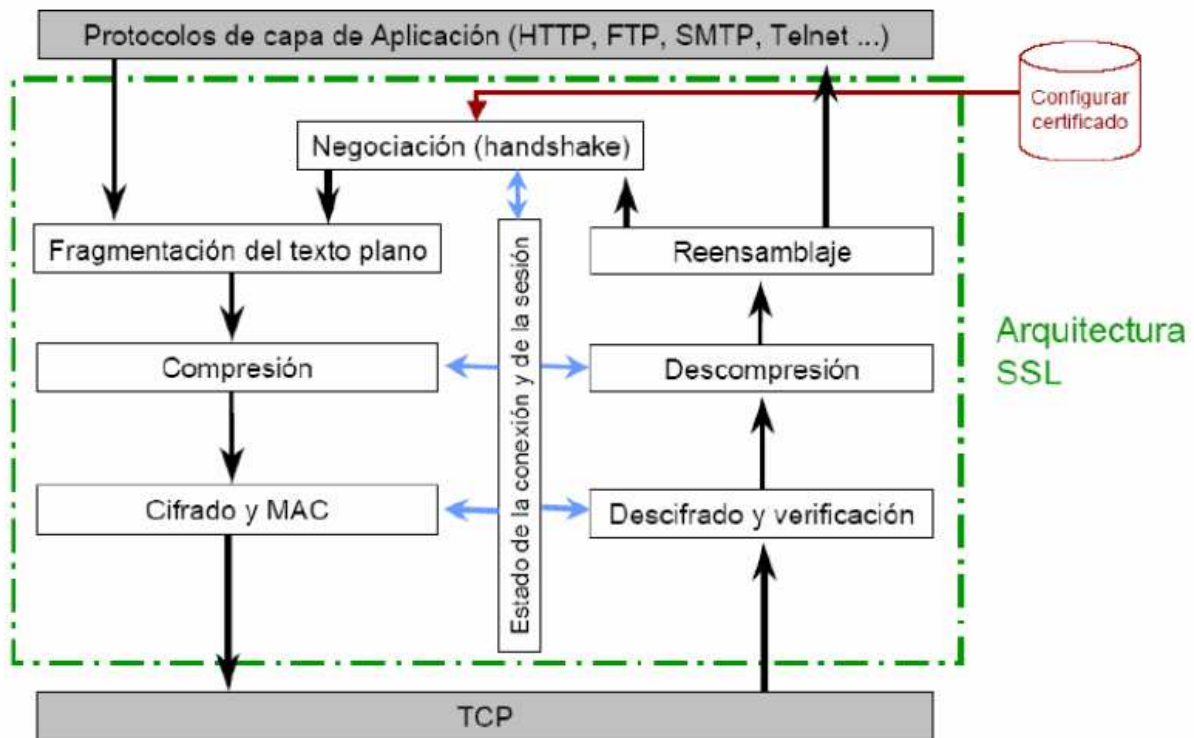 Protocolos de capa de Aplicación (HTTP, FTP, SMTP, Telnet ...)
Configurar
certificado
Negociación (handshake)
Fragmentación del texto plano
Reensamblaje
Estado de la conexión y de la sesión
Compresión
Descompresión
Arquitectura
SSL
Cifrado y MAC
Descifrado y verificación
TCP